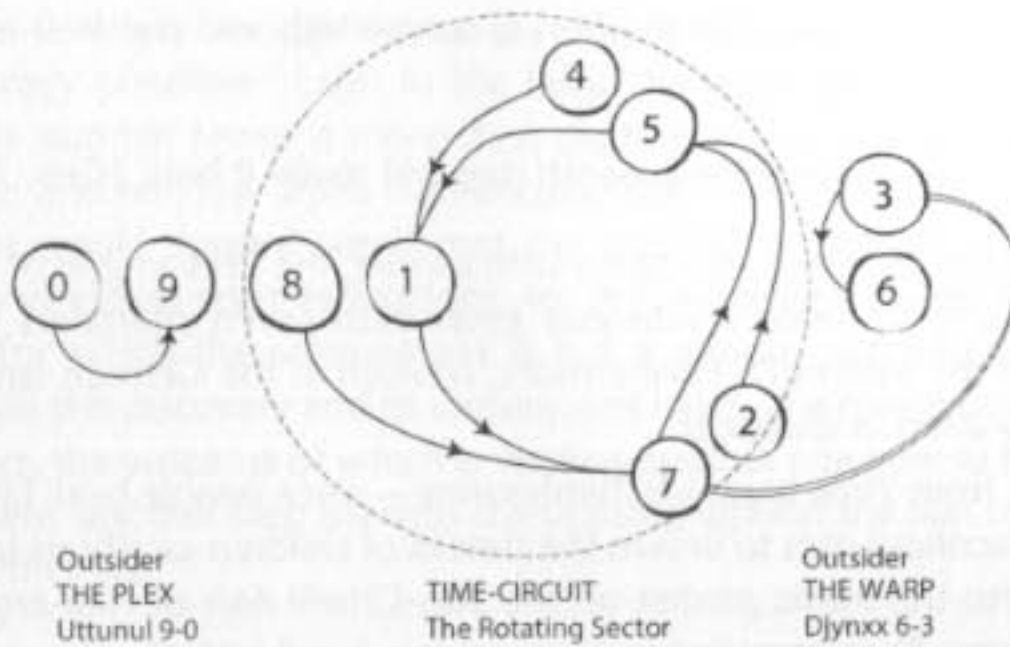 4
5
3
0 9 8 1
6
2
7
Outsider
THE PLEX
Uttunul 9-0
TIME-CIRCUIT
The Rotating Sector
Outsider
THE WARP
Djynxx 6-3